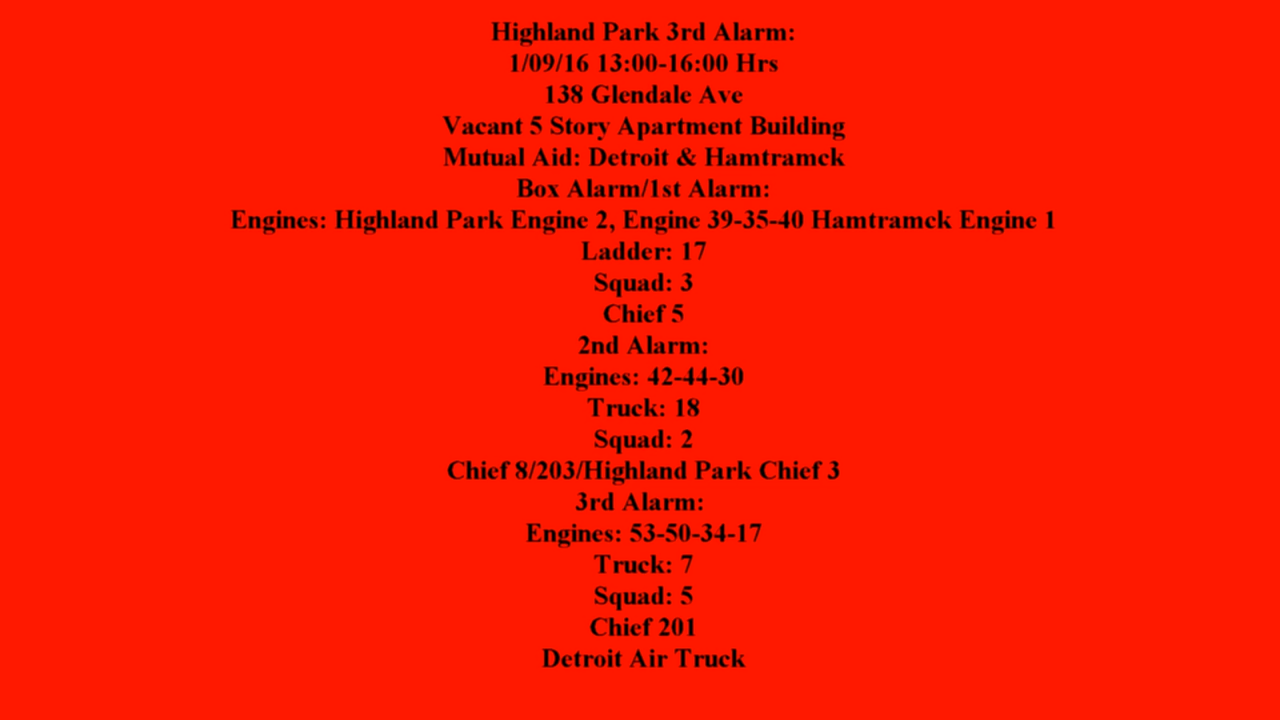 Highland Park 3rd Alarm:
1/09/16 13:00-16:00 Hrs
138 Glendale Ave
Vacant 5 Story Apartment Building
Mutual Aid: Detroit & Hamtramck
Box Alarm/1st Alarm:
Engines: Highland Park Engine 2, Engine 39-35-40 Hamtramck Engine 1
Ladder: 17
Squad: 3
Chief 5
2nd Alarm:
Engines: 42-44-30
Truck: 18
Squad: 2
Chief 8/203/Highland Park Chief 3
3rd Alarm:
Engines: 53-50-34-17
Truck: 7
Squad: 5
Chief 201
Detroit Air Truck